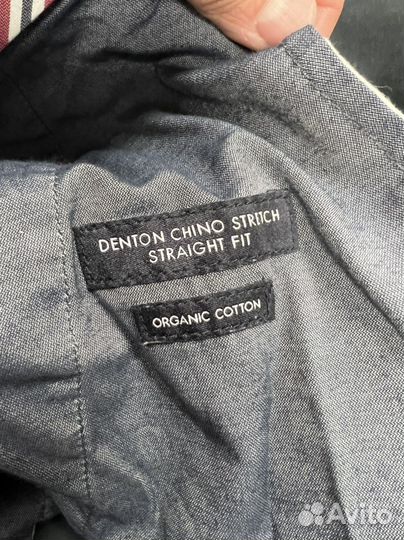 DENTON CHINO STRETCH
STRAIGHT FIT
ORGANIC COTTON
Avito